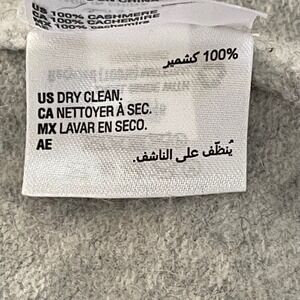 US 100% CASHMERE
CA 100% CACHEMIRE
MX 100% cachemire
100% كشمير
US DRY CLEAN.
CA NETTOYER À SEC.
MX LAVAR EN SECO.
AE
يُنظّف على الناشف.